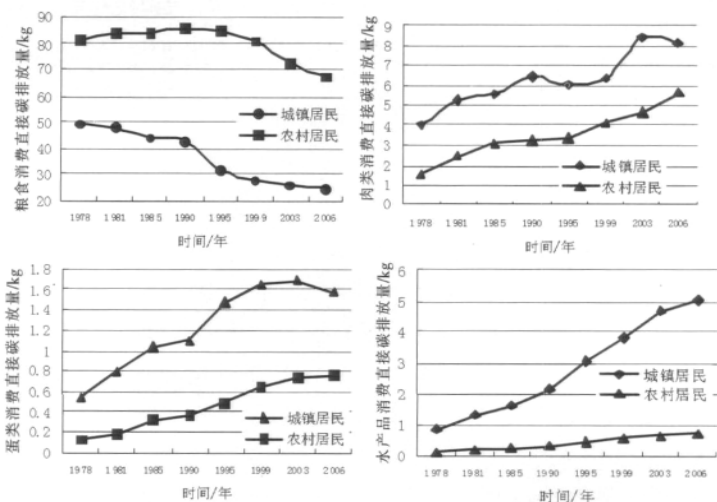 粮食消费直接碳排放量/kg
90
80
70
60
50
40
30
20
城镇居民
农村居民
1978 1981 1985 1990 1995 1999 2003 2006
时间/年
肉类消费直接碳排放量/kg
9
8
7
6
5
4
3
2
1
0
城镇居民
农村居民
1978 1981 1985 1990 1995 1999 2003 2006
时间/年
蛋类消费直接碳排放量/kg
1.8
1.6
1.4
1.2
1
0.8
0.6
0.4
0.2
0
城镇居民
农村居民
1978 1981 1985 1990 1995 1999 2003 2006
时间/年
水产品消费直接碳排放量/kg
6
5
4
3
2
1
0
城镇居民
农村居民
1978 1981 1985 1990 1995 1999 2003 2006
时间/年